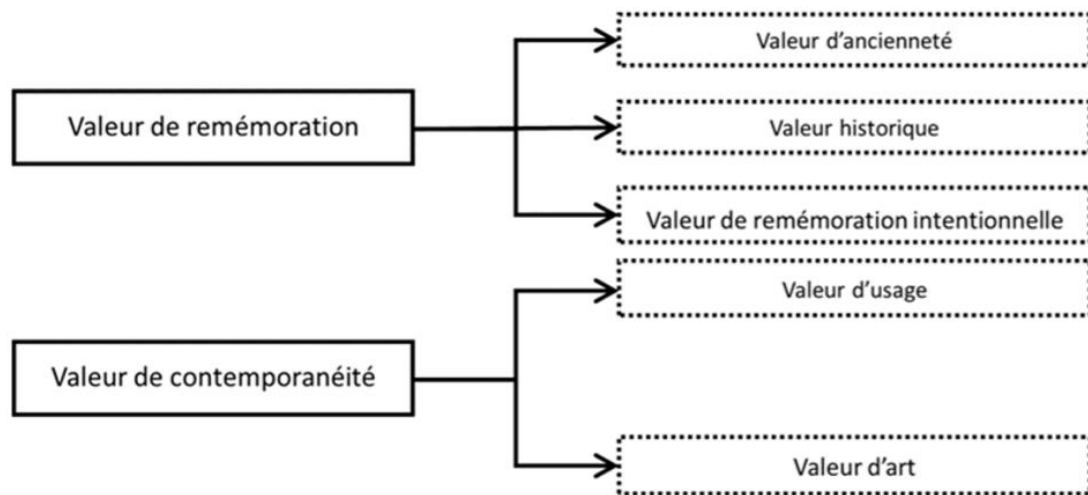 Valeur de remémoration
Valeur d'ancienneté
Valeur historique
Valeur de remémoration intentionnelle
Valeur de contemporanéité
Valeur d'usage
Valeur d'art